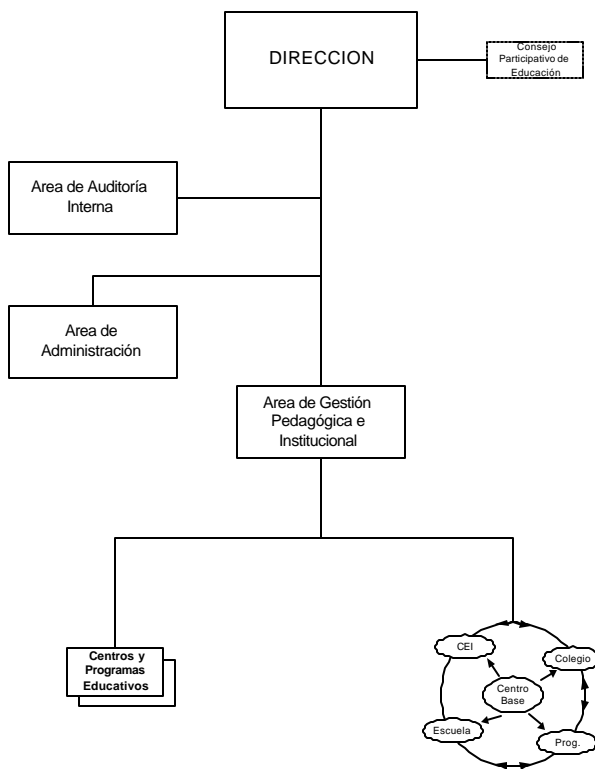 DIRECCION
Consejo
Participativo de
Educación
Area de Auditoría
Interna
Area de
Administración
Area de Gestión
Pedagógica e
Institucional
Centros y
Programas
Educativos
CEI
Colegio
Centro
Base
Escuela
Prog.